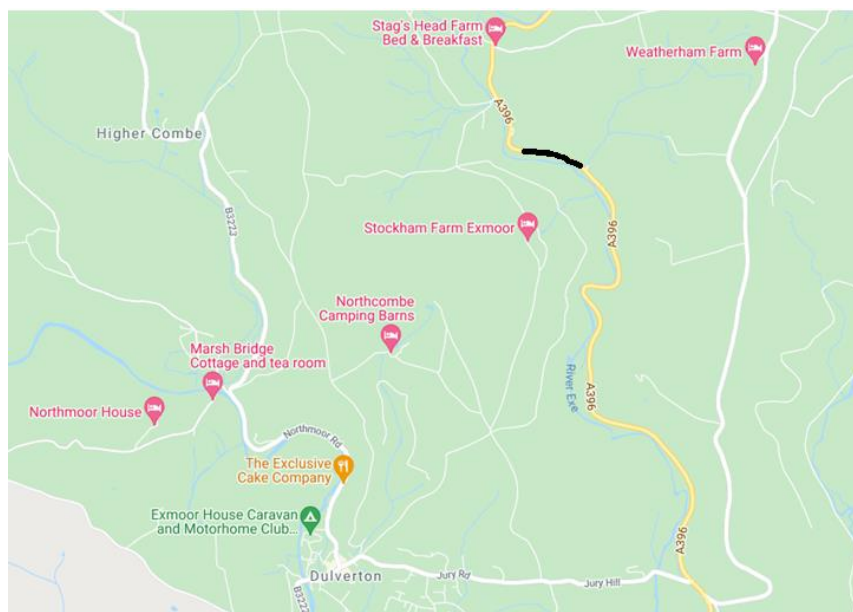 Stag's Head Farm
Bed & Breakfast
Weatherham Farm
A396
Higher Combe
B3223
Stockham Farm Exmoor
A396
Northcombe
Camping Barns
Marsh Bridge
Cottage and tea room
River Exe
A396
Northmoor House
Northmoor Rd
The Exclusive
Cake Company
Exmoor House Caravan
and Motorhome Club...
A396
Dulverton
Jury Rd
Jury Hill
B3222